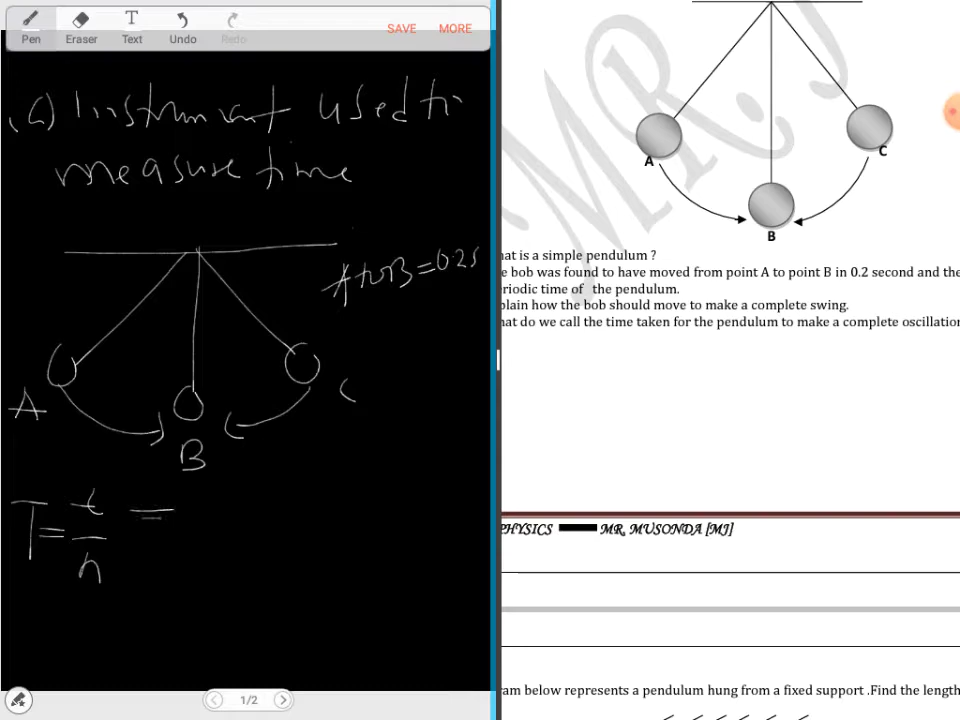 Pen
Eraser
Text
Undo
Redo
SAVE
MORE
(a) Instrument used to
measure time
A to B = 0.2s
A
B
C
T = t/n =
1/2
MR. J
A
C
B
hat is a simple pendulum ?
e bob was found to have moved from point A to point B in 0.2 second and the
riodic time of the pendulum.
plain how the bob should move to make a complete swing.
hat do we call the time taken for the pendulum to make a complete oscillation
PHYSICS MR. MUSONDA [MJ]
ram below represents a pendulum hung from a fixed support .Find the length